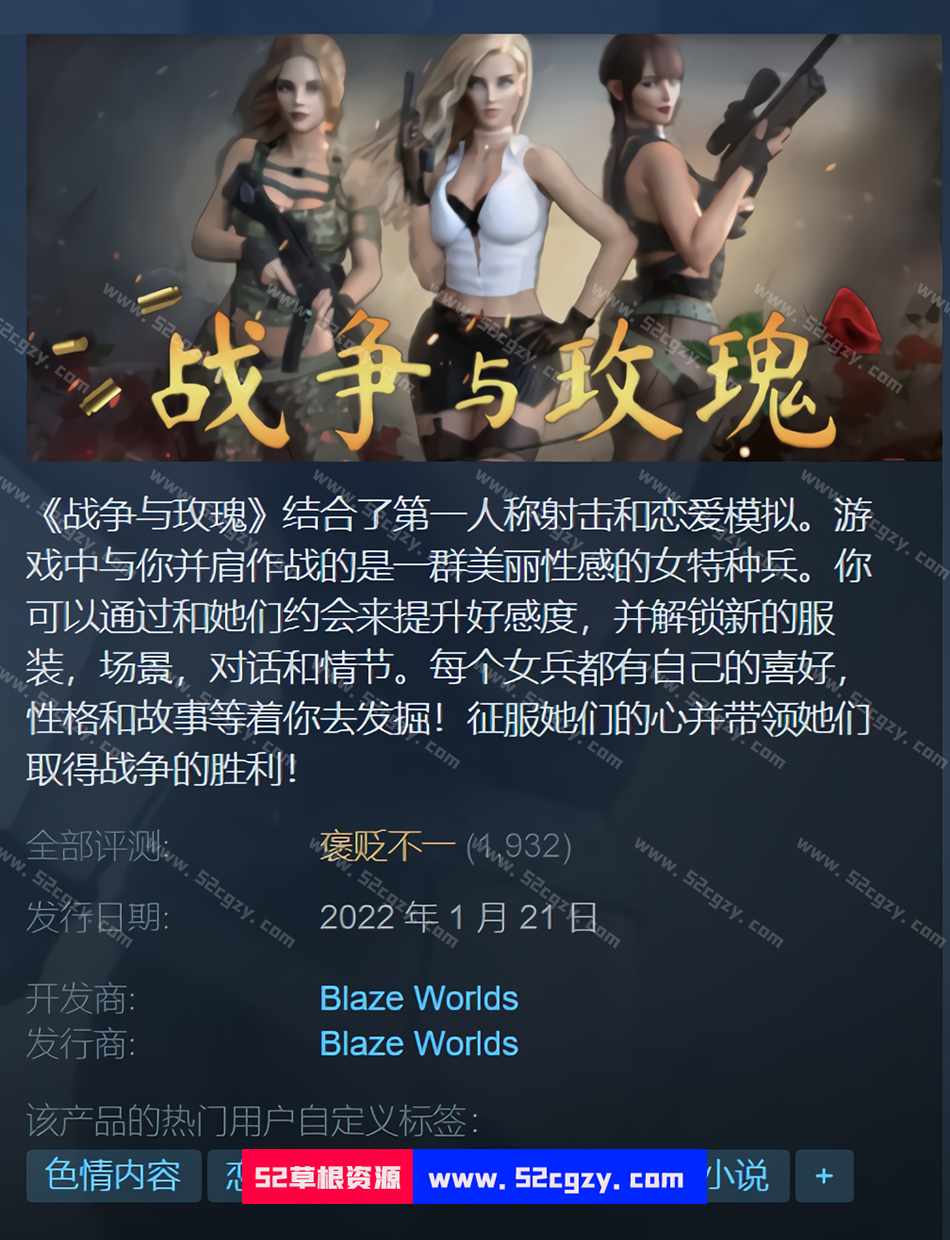 战争与玫瑰
《战争与玫瑰》结合了第一人称射击和恋爱模拟。游
戏中与你并肩作战的是一群美丽性感的女特种兵。你
可以通过和她们约会来提升好感度，并解锁新的服
装，场景，对话和情节。每个女兵都有自己的喜好，
性格和故事等着你去发掘！征服她们的心并带领她们
取得战争的胜利！
全部评测: 褒贬不一 (1,932)
发行日期: 2022 年 1 月 21 日
开发商: Blaze Worlds
发行商: Blaze Worlds
该产品的热门用户自定义标签:
色情内容 52草根资源 www.52cgzy.com 小说 +